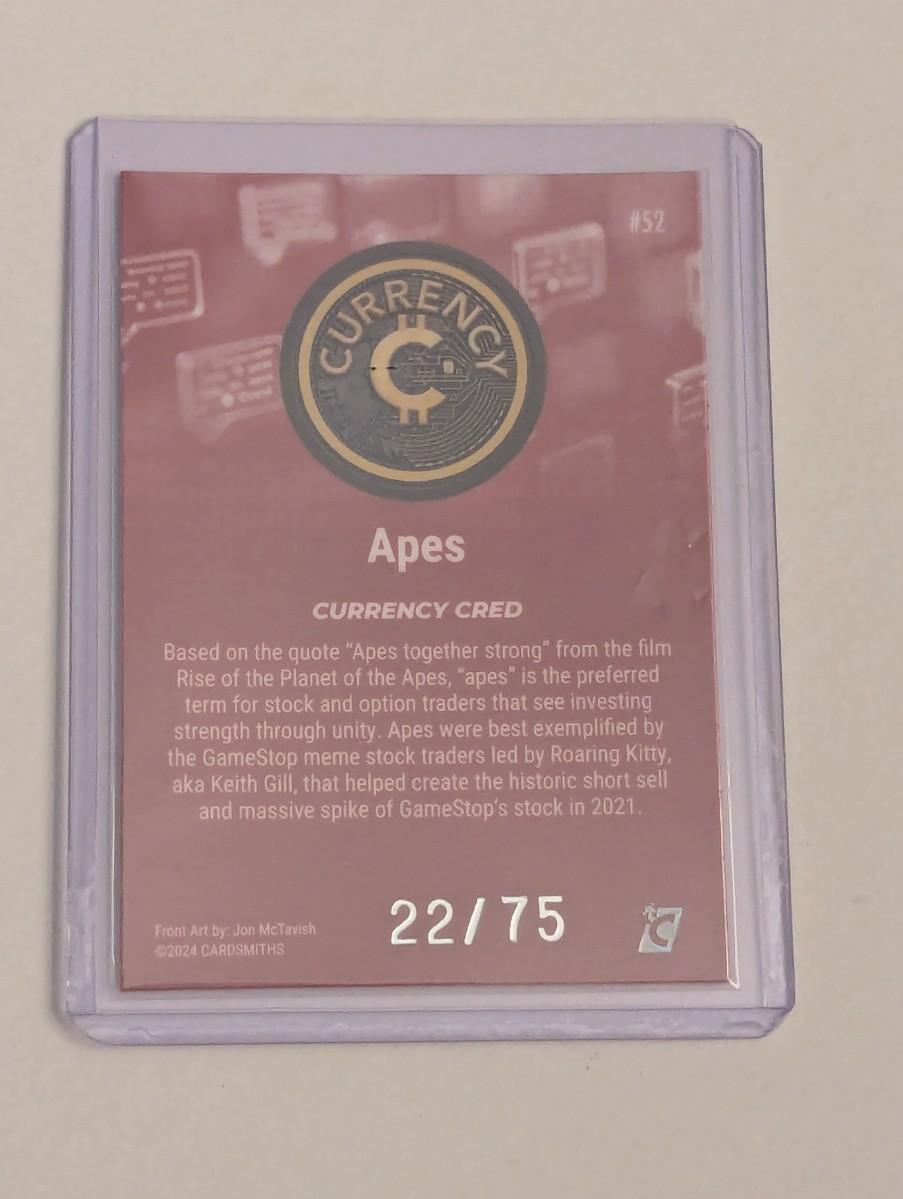 #52
CURRENCY
Apes
CURRENCY CRED
Based on the quote “Apes together strong” from the film
Rise of the Planet of the Apes, “apes” is the preferred
term for stock and option traders that see investing
strength through unity. Apes were best exemplified by
the GameStop meme stock traders led by Roaring Kitty,
aka Keith Gill, that helped create the historic short sell
and massive spike of GameStop’s stock in 2021.
22/75
Front Art by: Jon McTavish
©2024 CARDSMITHS